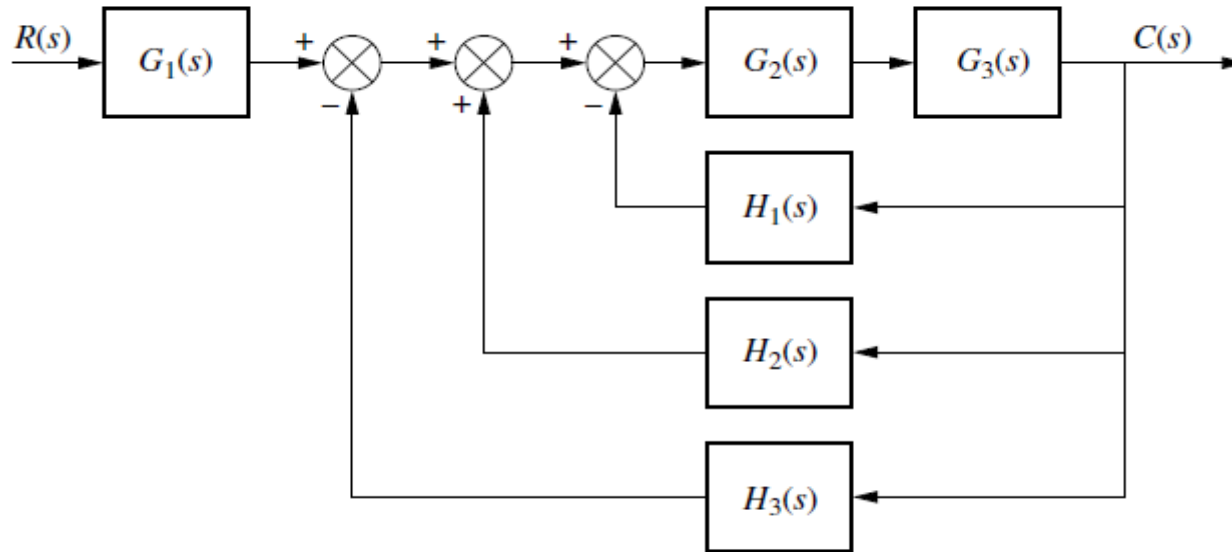 R(s) G₁(s) + + + G₂(s) G₃(s) C(s)
− + −
H₁(s)
H₂(s)
H₃(s)